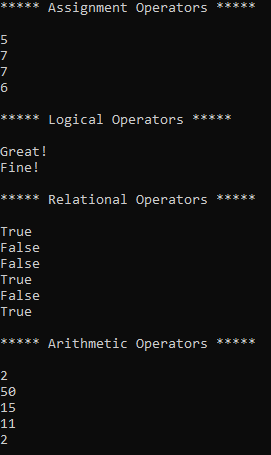 ***** Assignment Operators *****
5
7
7
6
***** Logical Operators *****
Great!
Fine!
***** Relational Operators *****
True
False
False
True
False
True
***** Arithmetic Operators *****
2
50
15
11
2